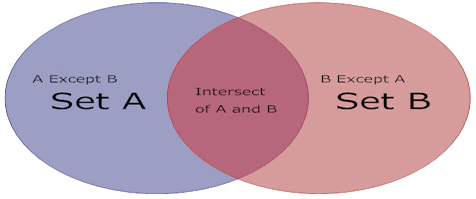 A Except B
Set A
Intersect
of A and B
B Except A
Set B